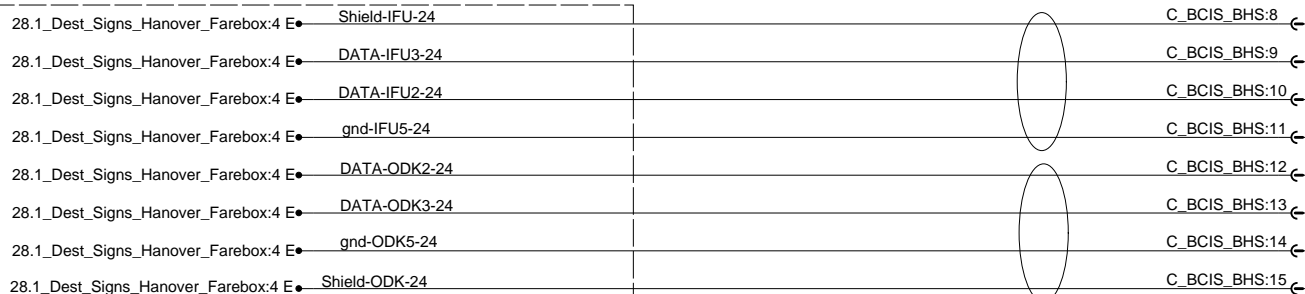 28.1_Dest_Signs_Hanover_Farebox:4 E Shield-IFU-24 C_BCIS_BHS:8
28.1_Dest_Signs_Hanover_Farebox:4 E DATA-IFU3-24 C_BCIS_BHS:9
28.1_Dest_Signs_Hanover_Farebox:4 E DATA-IFU2-24 C_BCIS_BHS:10
28.1_Dest_Signs_Hanover_Farebox:4 E gnd-IFU5-24 C_BCIS_BHS:11
28.1_Dest_Signs_Hanover_Farebox:4 E DATA-ODK2-24 C_BCIS_BHS:12
28.1_Dest_Signs_Hanover_Farebox:4 E DATA-ODK3-24 C_BCIS_BHS:13
28.1_Dest_Signs_Hanover_Farebox:4 E gnd-ODK5-24 C_BCIS_BHS:14
28.1_Dest_Signs_Hanover_Farebox:4 E Shield-ODK-24 C_BCIS_BHS:15